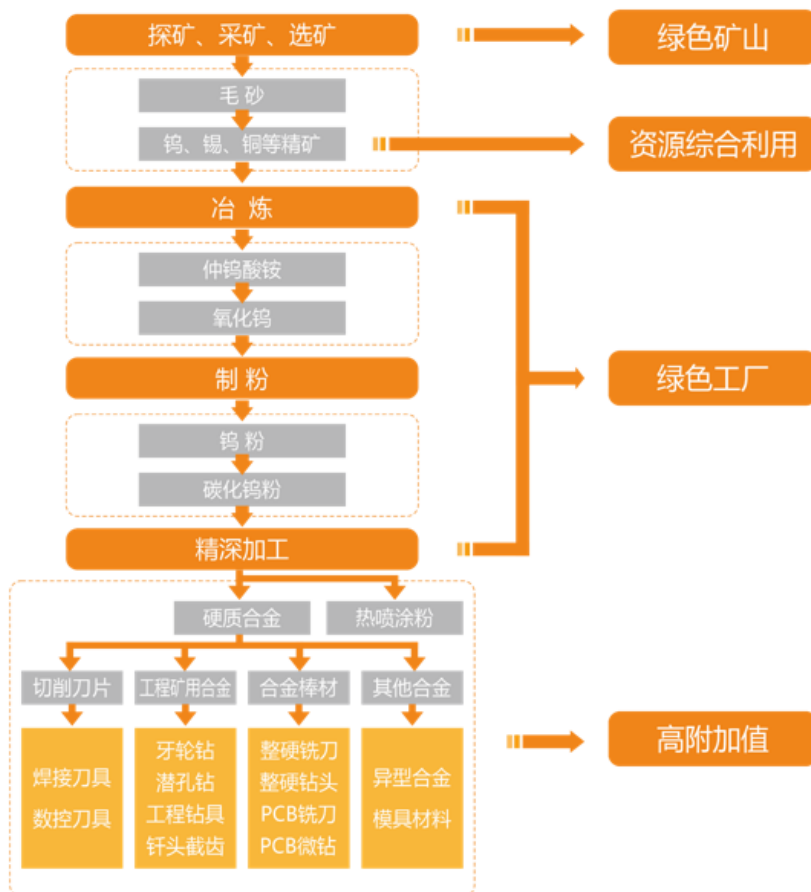 探矿、采矿、选矿
绿色矿山
毛砂
钨、锡、铜等精矿
资源综合利用
冶 炼
仲钨酸铵
氧化钨
制 粉
绿色工厂
钨 粉
碳化钨粉
精深加工
硬质合金
热喷涂粉
切削刀片
工程矿用合金
合金棒材
其他合金
高附加值
焊接刀具
数控刀具
牙轮钻
潜孔钻
工程钻具
钎头截齿
整硬铣刀
整硬钻头
PCB铣刀
PCB微钻
异型合金
模具材料